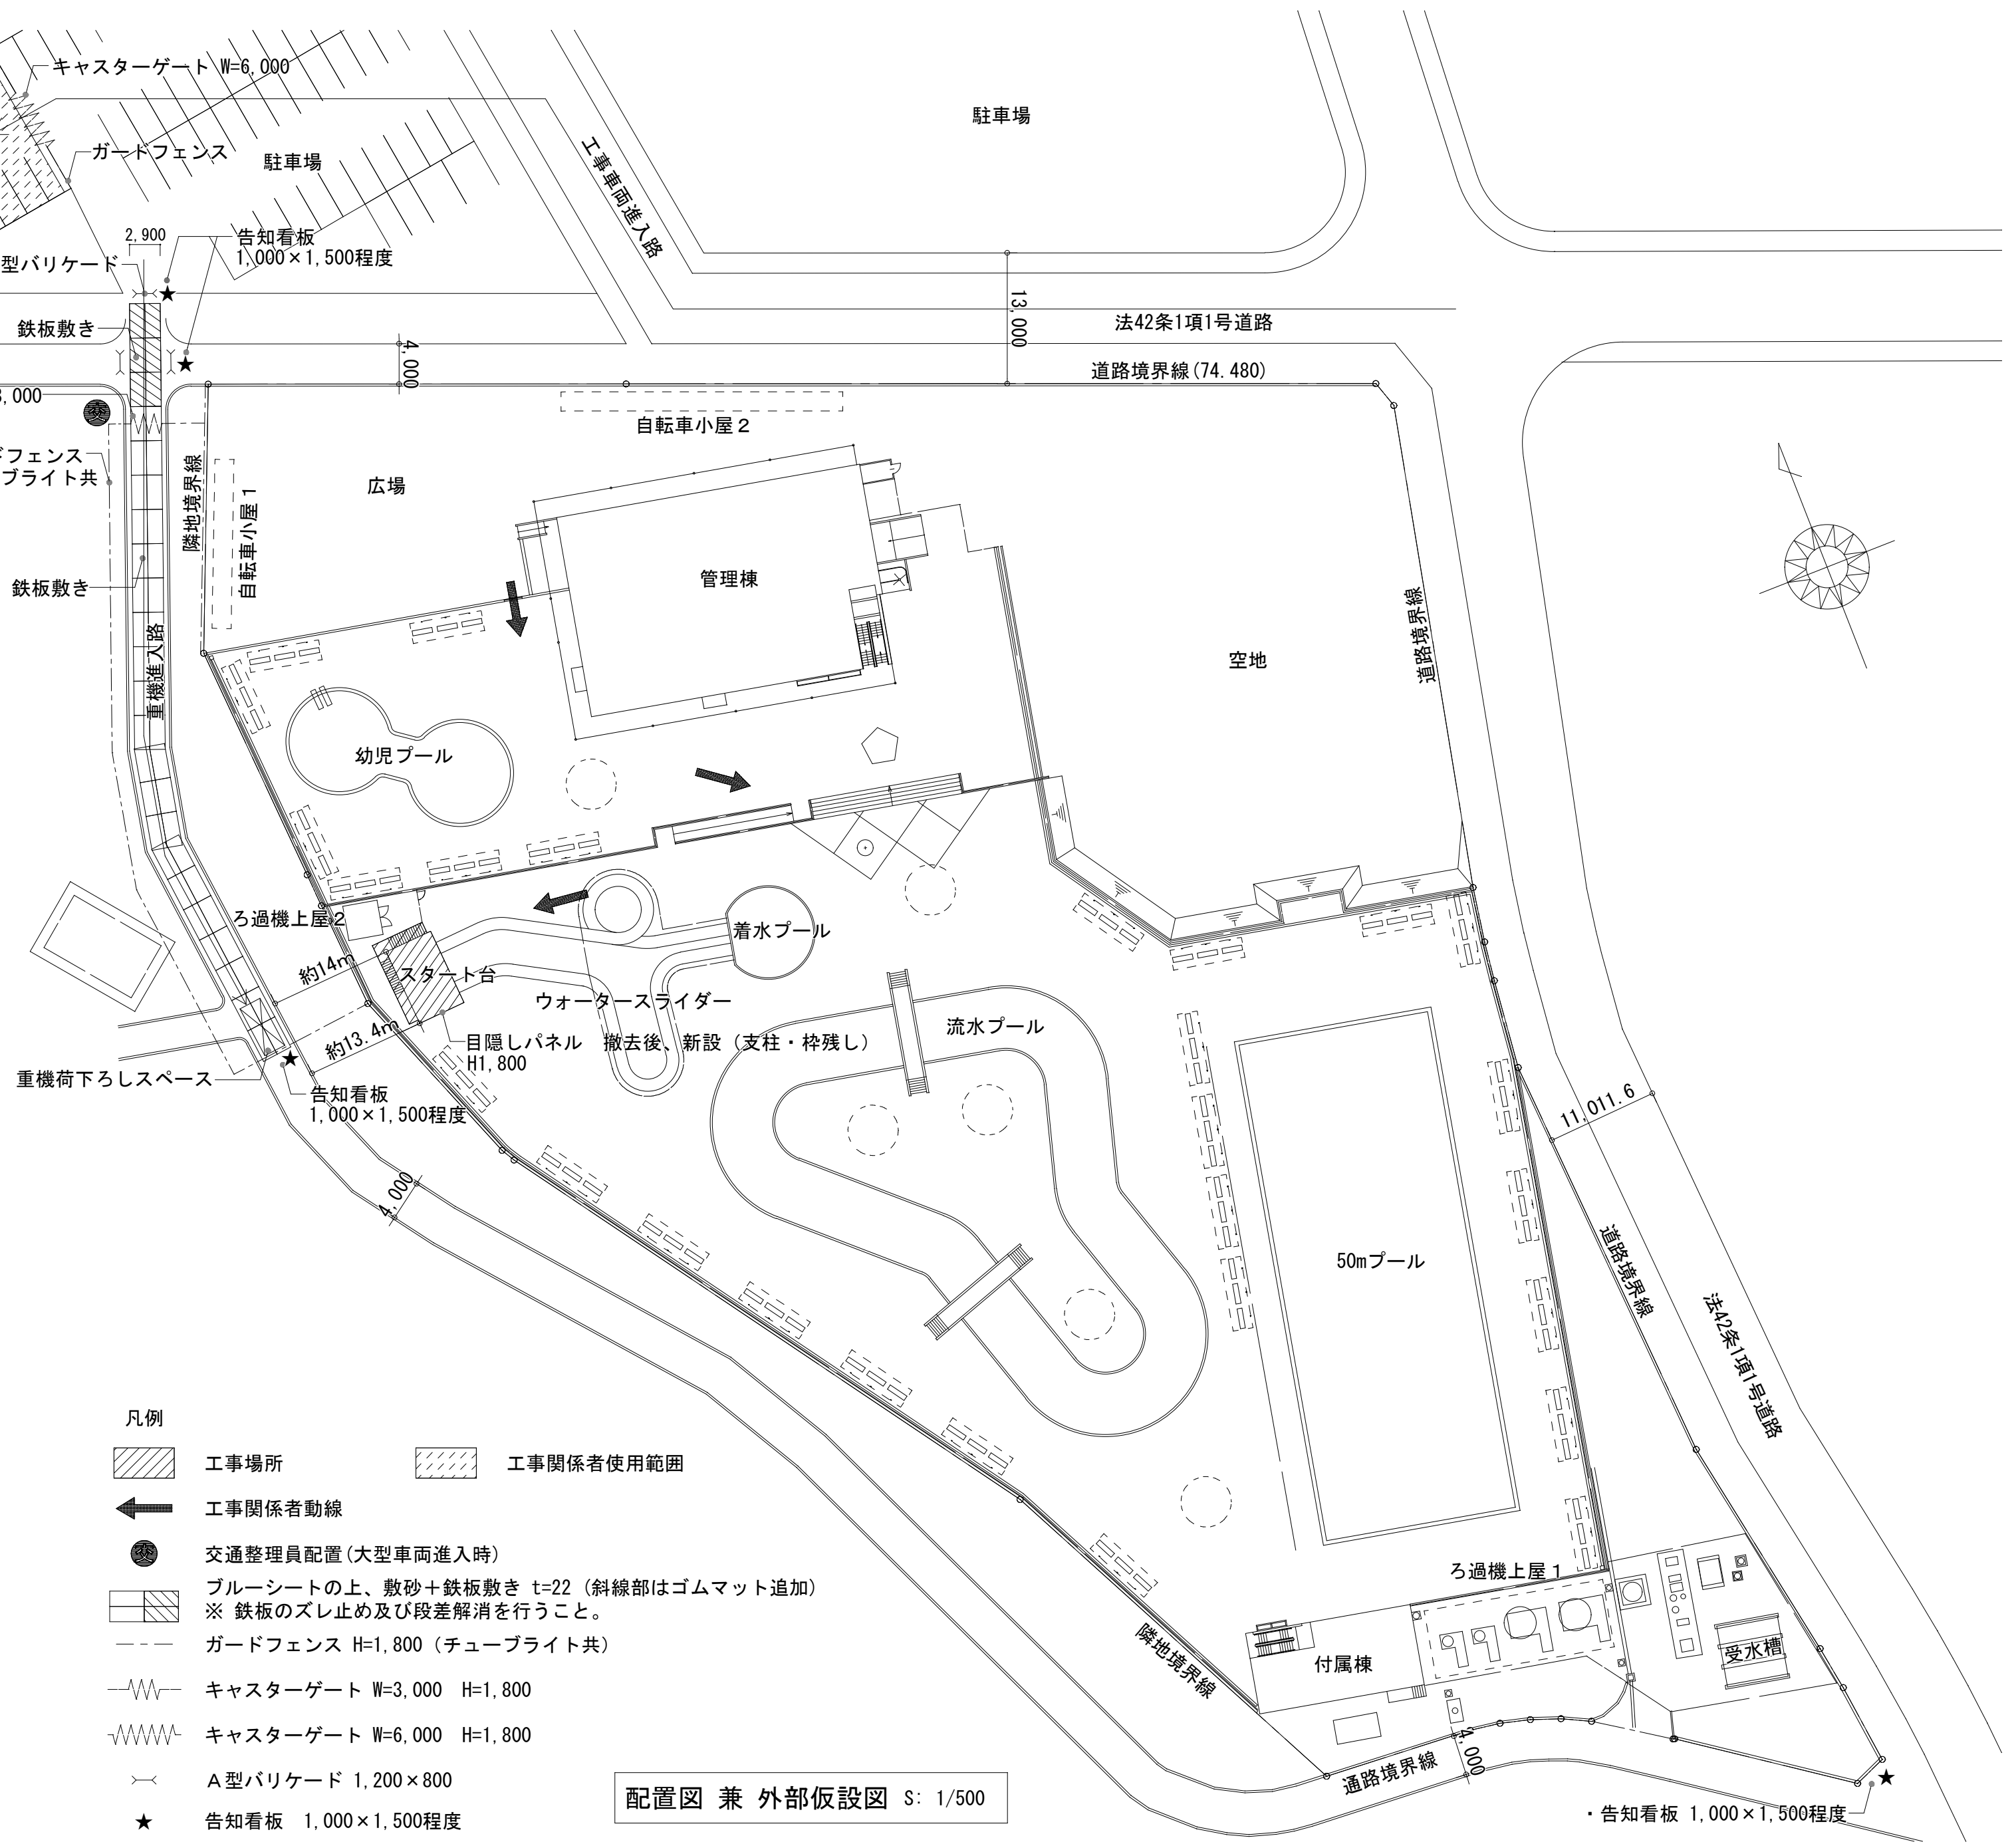 キャスターゲート W=6,000
ガードフェンス
駐車場
駐車場
工事車両進入路
2,900
告知看板
1,000×1,500程度
型バリケード
鉄板敷き
4,000
13,000
法42条1項1号道路
道路境界線(74.480)
,000
交
自転車小屋2
フェンス
ブライト共
隣地境界線
自転車小屋1
広場
管理棟
鉄板敷き
重機進入路
空地
道路境界線
幼児プール
ろ過機上屋2
着水プール
約14m
スタート台
ウォータースライダー
流水プール
約13.4m
目隠しパネル 撤去後、新設(支柱・枠残し)
H1,800
重機荷下ろしスペース
告知看板
1,000×1,500程度
11,011.6
4,000
50mプール
道路境界線
法42条1項1号道路
凡例
工事場所
工事関係者使用範囲
工事関係者動線
交
交通整理員配置(大型車両進入時)
ブルーシートの上、敷砂+鉄板敷き t=22 (斜線部はゴムマット追加)
※ 鉄板のズレ止め及び段差解消を行うこと。
ガードフェンス H=1,800 (チューブライト共)
キャスターゲート W=3,000 H=1,800
キャスターゲート W=6,000 H=1,800
A型バリケード 1,200×800
★ 告知看板 1,000×1,500程度
ろ過機上屋1
隣地境界線
付属棟
受水槽
通路境界線
4,000
・告知看板 1,000×1,500程度
配置図 兼 外部仮設図 S: 1/500